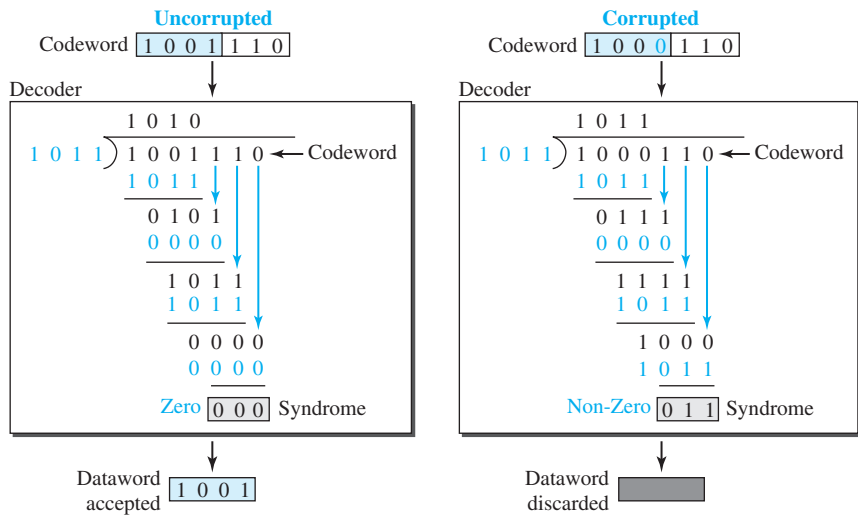 Uncorrupted
Codeword 1 0 0 1 1 1 0
Decoder
1 0 1 0
1 0 1 1 ) 1 0 0 1 1 1 0 Codeword
1 0 1 1
0 1 0 1
0 0 0 0
1 0 1 1
1 0 1 1
0 0 0 0
0 0 0 0
Zero 0 0 0 Syndrome
Dataword
accepted 1 0 0 1
Corrupted
Codeword 1 0 0 0 1 1 0
Decoder
1 0 1 1
1 0 1 1 ) 1 0 0 0 1 1 0 Codeword
1 0 1 1
0 1 1 1
0 0 0 0
1 1 1 1
1 0 1 1
1 0 0 0
1 0 1 1
Non-Zero 0 1 1 Syndrome
Dataword
discarded